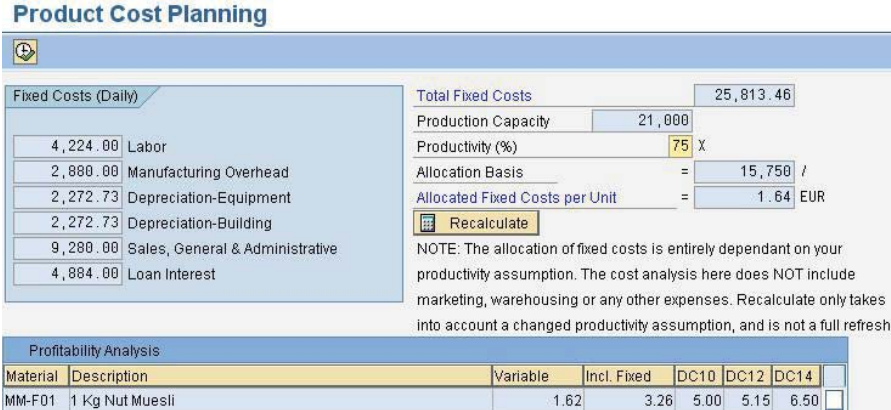 Product Cost Planning
Fixed Costs (Daily)
4,224.00 Labor
2,880.00 Manufacturing Overhead
2,272.73 Depreciation-Equipment
2,272.73 Depreciation-Building
9,280.00 Sales, General & Administrative
4,884.00 Loan Interest
Total Fixed Costs 25,813.46
Production Capacity 21,000
Productivity (%) 75 X
Allocation Basis = 15,750 /
Allocated Fixed Costs per Unit = 1.64 EUR
Recalculate
NOTE: The allocation of fixed costs is entirely dependant on your
productivity assumption. The cost analysis here does NOT include
marketing, warehousing or any other expenses. Recalculate only takes
into account a changed productivity assumption, and is not a full refresh
Profitability Analysis
Material Description Variable Incl. Fixed DC10 DC12 DC14
MM-F01 1 Kg Nut Muesli 1.62 3.26 5.00 5.15 6.50